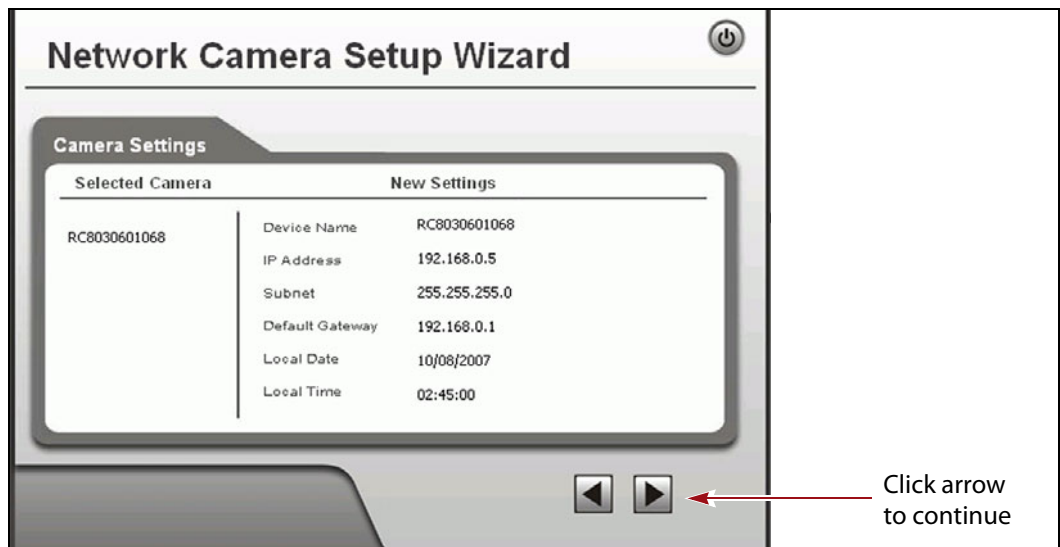 Network Camera Setup Wizard
Camera Settings
Selected Camera New Settings
RC8030601068
Device Name RC8030601068
IP Address 192.168.0.5
Subnet 255.255.255.0
Default Gateway 192.168.0.1
Local Date 10/08/2007
Local Time 02:45:00
Click arrow
to continue